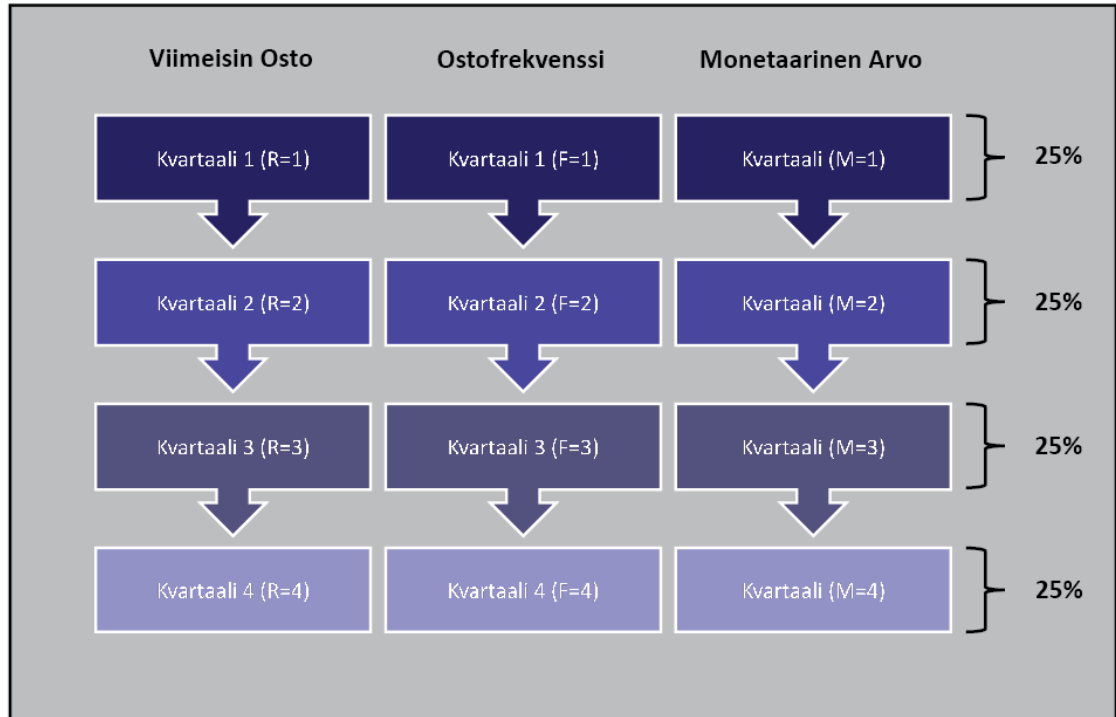 Viimeisin Osto Ostofrekvenssi Monetaarinen Arvo
Kvartaali 1 (R=1) Kvartaali 1 (F=1) Kvartaali (M=1) 25%
Kvartaali 2 (R=2) Kvartaali 2 (F=2) Kvartaali (M=2) 25%
Kvartaali 3 (R=3) Kvartaali 3 (F=3) Kvartaali (M=3) 25%
Kvartaali 4 (R=4) Kvartaali 4 (F=4) Kvartaali (M=4) 25%